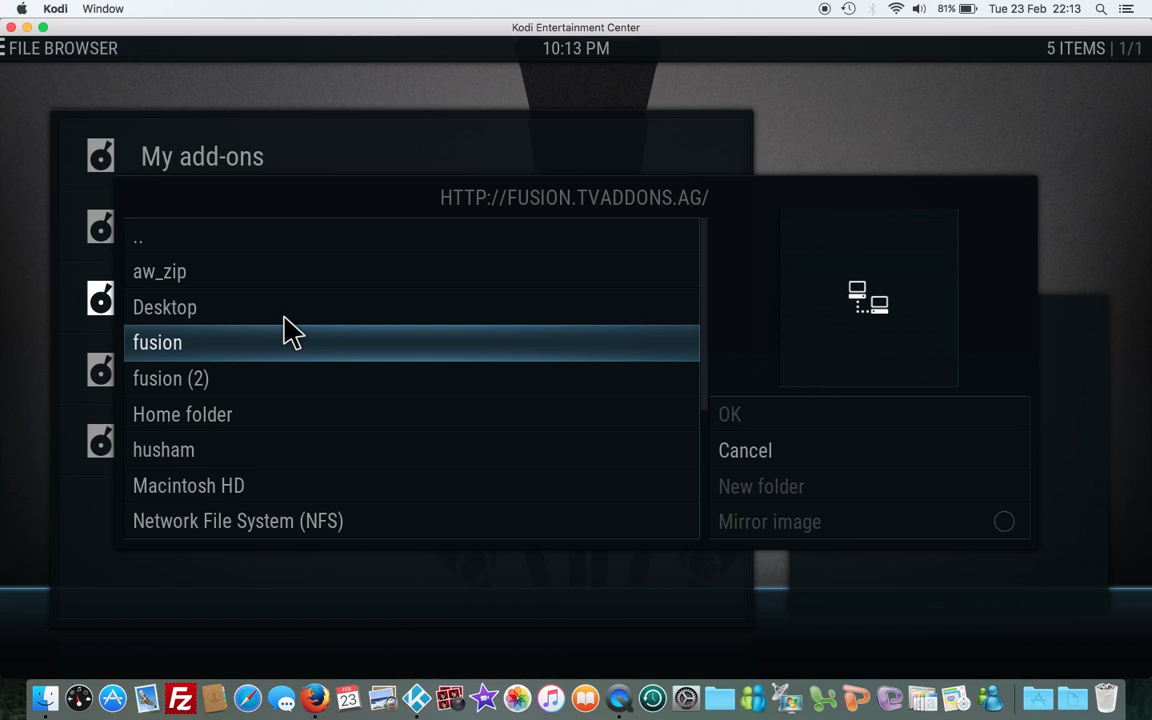 Kodi Window 81% Tue 23 Feb 22:13
Kodi Entertainment Center
FILE BROWSER 10:13 PM 5 ITEMS | 1/1
My add-ons
HTTP://FUSION.TVADDONS.AG/
..
aw_zip
Desktop
fusion
fusion (2)
Home folder
husham
Macintosh HD
Network File System (NFS)
OK
Cancel
New folder
Mirror image
FEB
23